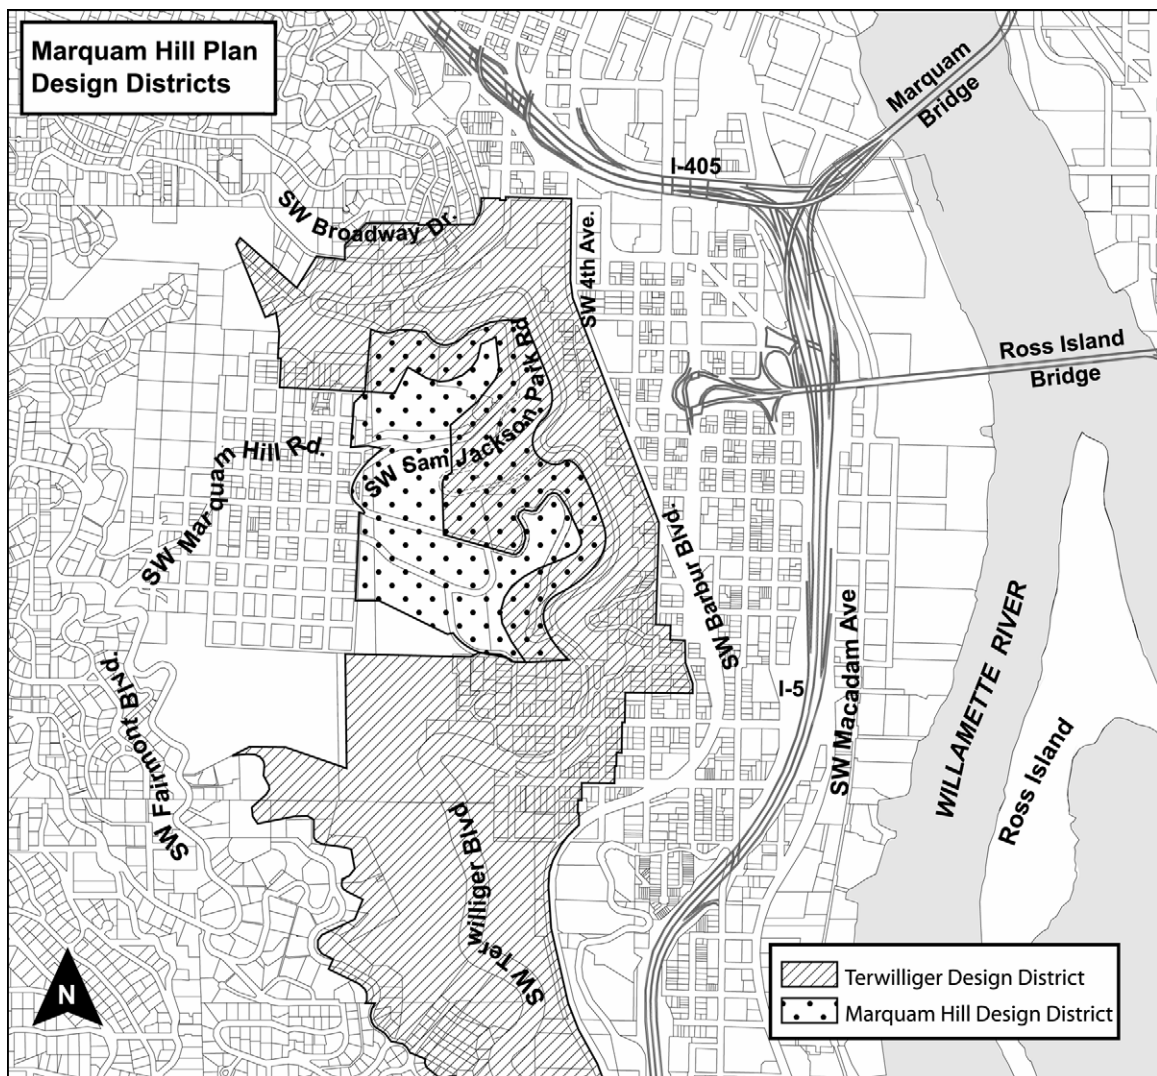 Marquam Hill Plan
Design Districts
Marquam
Bridge
I-405
SW Broadway Dr.
SW 4th Ave.
Ross Island
Bridge
SW Sam Jackson Park Rd
SW Marquam Hill Rd.
SW Barbur Blvd.
SW Fairmont Blvd.
I-5
SW Macadam Ave
WILLAMETTE RIVER
Ross Island
SW Terwilliger Blvd
N
Terwilliger Design District
Marquam Hill Design District